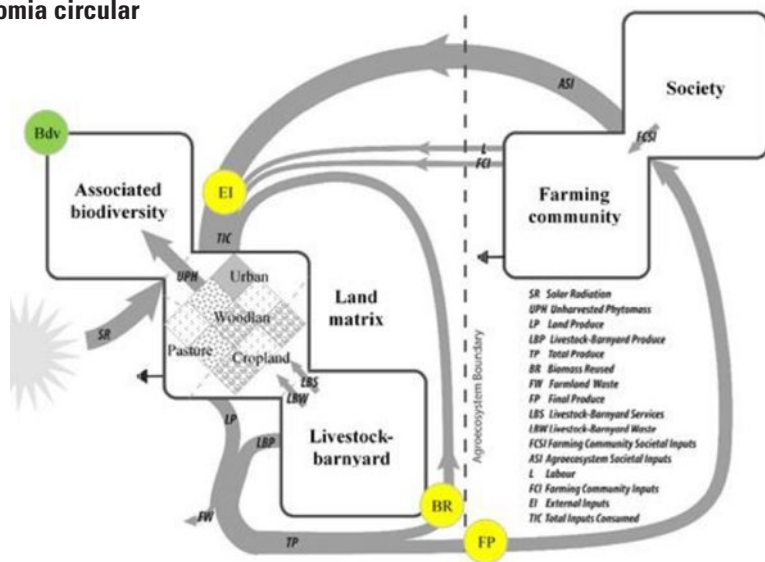 omia circular
Bdv
Associated
biodiversity
EI
TIC
UPH
SR
Urban
Woodlan
Pasture
Cropland
Land
matrix
LBS
LBW
LP
LBP
Livestock-
barnyard
FW
TP
BR
FP
ASI
L
FCI
FCSI
Society
Farming
community
Agroecosystem Boundary
SR Solar Radiation
UPH Unharvested Phytomass
LP Land Produce
LBP Livestock-Barnyard Produce
TP Total Produce
BR Biomass Reused
FW Farmland Waste
FP Final Produce
LBS Livestock-Barnyard Services
LBW Livestock-Barnyard Waste
FCSI Farming Community Societal Inputs
ASI Agroecosystem Societal Inputs
L Labour
FCI Farming Community Inputs
EI External Inputs
TIC Total Inputs Consumed